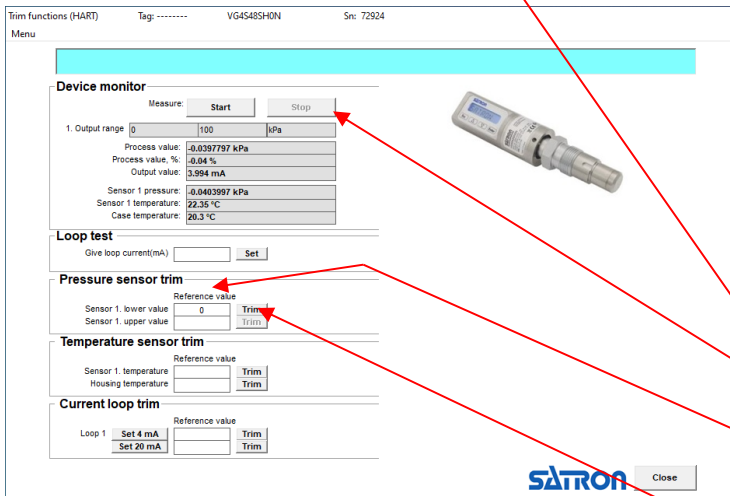 Trim functions (HART) Tag: -------- VG4S48SH0N Sn: 72924
Menu
Device monitor
Measure: Start Stop
1. Output range 0 100 kPa
Process value: -0.0397797 kPa
Process value, %: -0.04 %
Output value: 3.994 mA
Sensor 1 pressure: -0.0403997 kPa
Sensor 1 temperature: 22.35 °C
Case temperature: 20.3 °C
Loop test
Give loop current(mA) Set
Pressure sensor trim
Reference value
Sensor 1. lower value 0 Trim
Sensor 1. upper value Trim
Temperature sensor trim
Reference value
Sensor 1. temperature Trim
Housing temperature Trim
Current loop trim
Reference value
Loop 1 Set 4 mA Trim
Set 20 mA Trim
SATRON Close